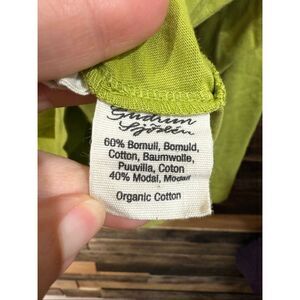 Gudrun
Sjödén
60% Bomull, Bomuld,
Cotton, Baumwolle,
Puuvilla, Coton
40% Modal, Modal
Organic Cotton